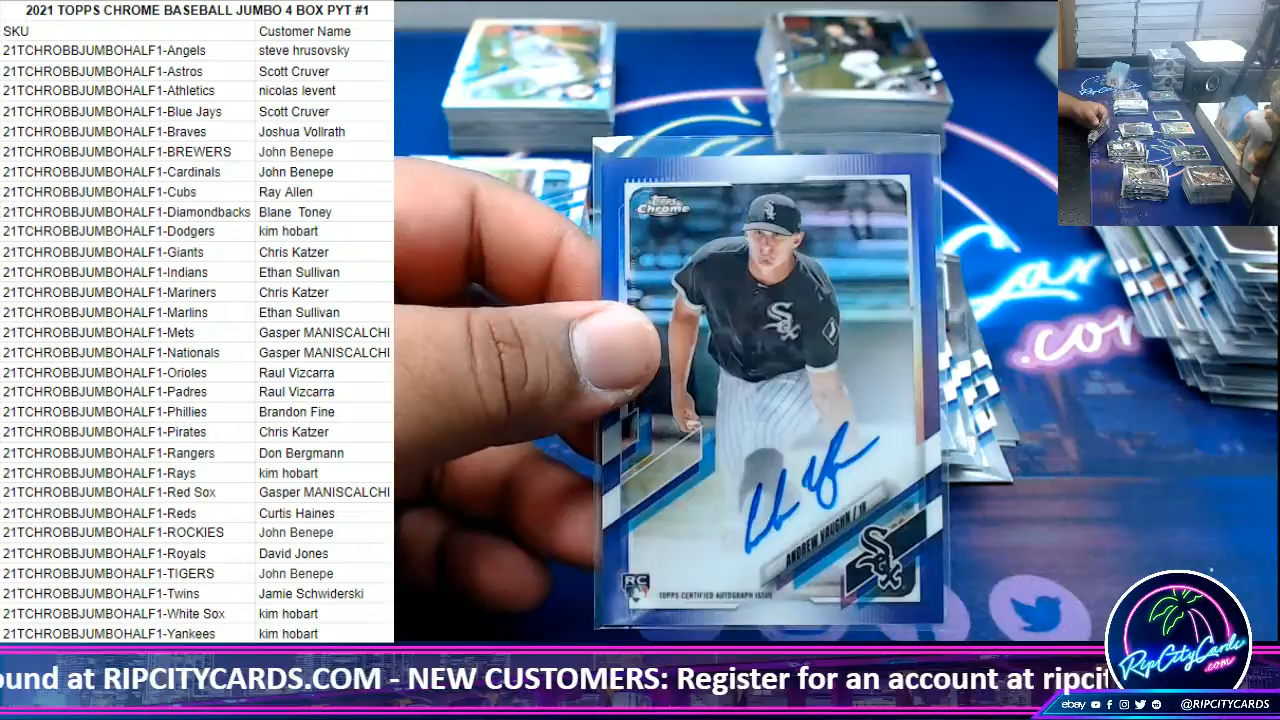 2021 TOPPS CHROME BASEBALL JUMBO 4 BOX PYT #1
SKU Customer Name
21TCHROBBJUMBOHALF1-Angels steve hrusovsky
21TCHROBBJUMBOHALF1-Astros Scott Cruver
21TCHROBBJUMBOHALF1-Athletics nicolas levent
21TCHROBBJUMBOHALF1-Blue Jays Scott Cruver
21TCHROBBJUMBOHALF1-Braves Joshua Vollrath
21TCHROBBJUMBOHALF1-BREWERS John Benepe
21TCHROBBJUMBOHALF1-Cardinals John Benepe
21TCHROBBJUMBOHALF1-Cubs Ray Allen
21TCHROBBJUMBOHALF1-Diamondbacks Blane Toney
21TCHROBBJUMBOHALF1-Dodgers kim hobart
21TCHROBBJUMBOHALF1-Giants Chris Katzer
21TCHROBBJUMBOHALF1-Indians Ethan Sullivan
21TCHROBBJUMBOHALF1-Mariners Chris Katzer
21TCHROBBJUMBOHALF1-Marlins Ethan Sullivan
21TCHROBBJUMBOHALF1-Mets Gasper MANISCALCHI
21TCHROBBJUMBOHALF1-Nationals Gasper MANISCALCHI
21TCHROBBJUMBOHALF1-Orioles Raul Vizcarra
21TCHROBBJUMBOHALF1-Padres Raul Vizcarra
21TCHROBBJUMBOHALF1-Phillies Brandon Fine
21TCHROBBJUMBOHALF1-Pirates Chris Katzer
21TCHROBBJUMBOHALF1-Rangers Don Bergmann
21TCHROBBJUMBOHALF1-Rays kim hobart
21TCHROBBJUMBOHALF1-Red Sox Gasper MANISCALCHI
21TCHROBBJUMBOHALF1-Reds Curtis Haines
21TCHROBBJUMBOHALF1-ROCKIES John Benepe
21TCHROBBJUMBOHALF1-Royals David Jones
21TCHROBBJUMBOHALF1-TIGERS John Benepe
21TCHROBBJUMBOHALF1-Twins Jamie Schwiderski
21TCHROBBJUMBOHALF1-White Sox kim hobart
21TCHROBBJUMBOHALF1-Yankees kim hobart
Topps
Chrome
Sox
ANDREW VAUGHN / 1B
Sox
RC
TOPPS CERTIFIED AUTOGRAPH ISSUE
.co
ound at RIPCITYCARDS.COM - NEW CUSTOMERS: Register for an account at ripcit
RipCityCards
.com
ebay @RIPCITYCARDS